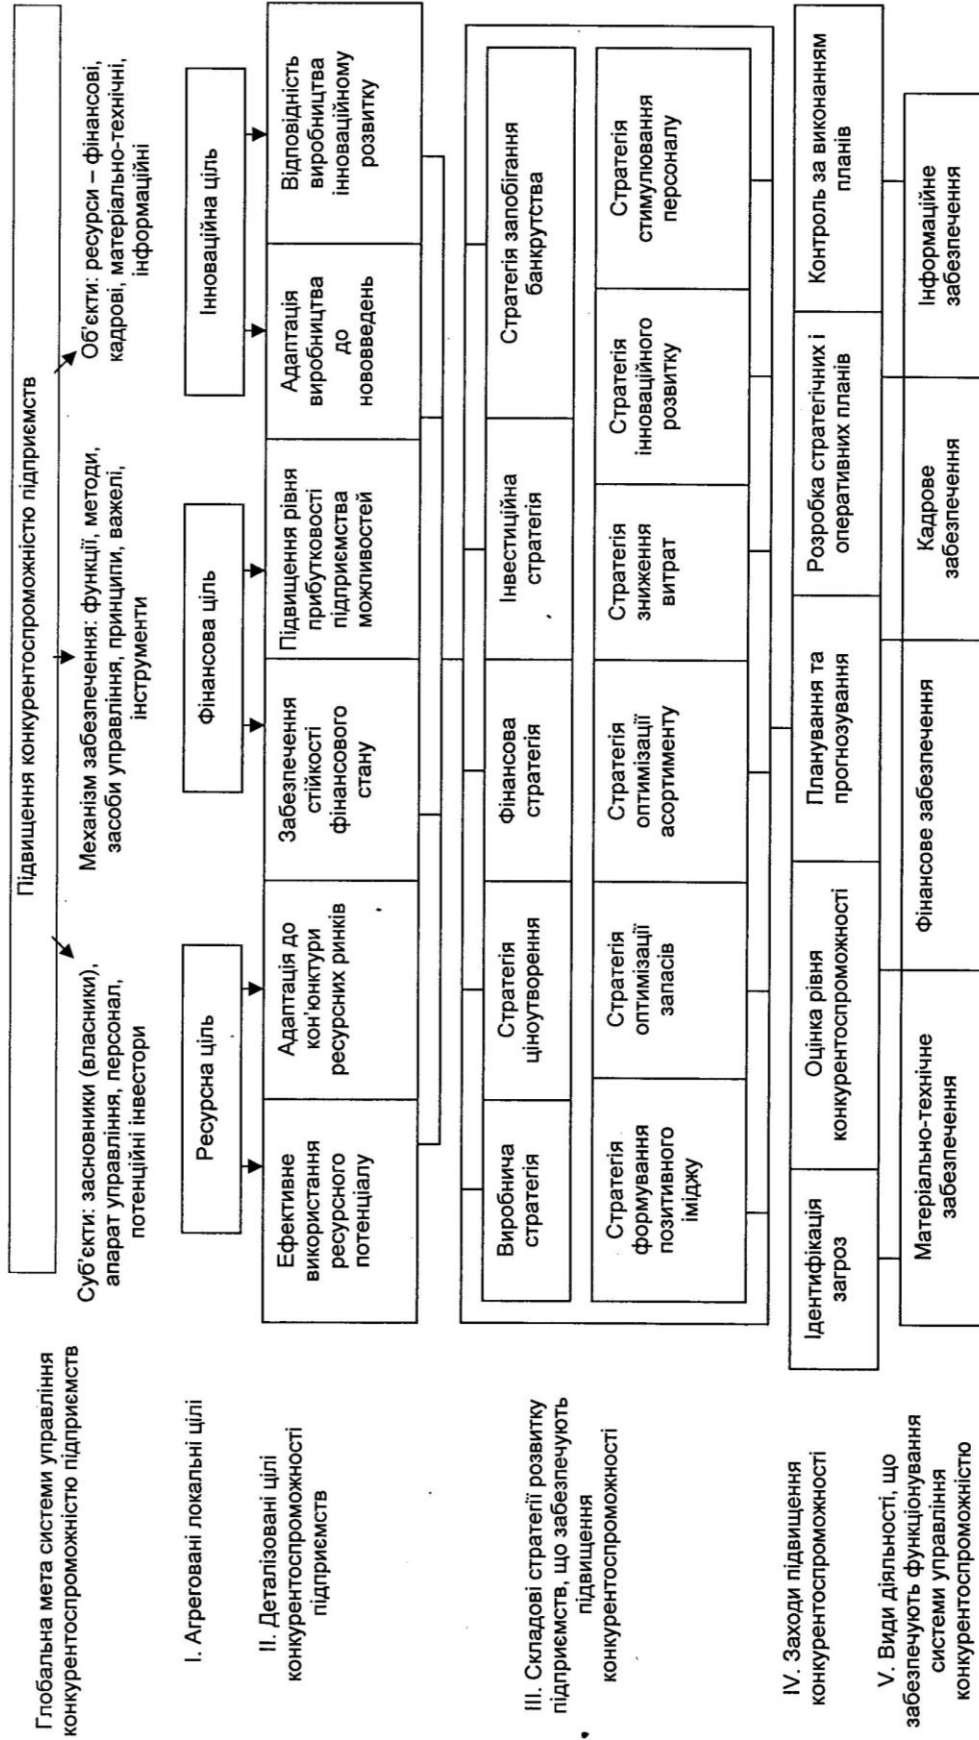 Глобальна мета системи управління
конкурентоспроможністю підприємств
Підвищення конкурентоспроможністю підприємств
Суб'єкти: засновники (власники),
апарат управління, персонал,
потенційні інвестори
Механізм забезпечення: функції, методи,
засоби управління, принципи, важелі,
інструменти
Об'єкти: ресурси – фінансові,
кадрові, матеріально-технічні,
інформаційні
І. Агреговані локальні цілі
Ресурсна ціль
Фінансова ціль
Інноваційна ціль
ІІ. Деталізовані цілі
конкурентоспроможності
підприємств
Ефективне
використання
ресурсного
потенціалу
Адаптація до
кон'юнктури
ресурсних ринків
Забезпечення
стійкості
фінансового
стану
Підвищення рівня
прибутковості
підприємства
можливостей
Адаптація
виробництва
до
нововведень
Відповідність
виробництва
інноваційному
розвитку
ІІІ. Складові стратегії розвитку
підприємств, що забезпечують
підвищення
конкурентоспроможності
Виробнича
стратегія
Стратегія
ціноутворення
Фінансова
стратегія
Інвестиційна
стратегія
Стратегія запобігання
банкрутства
Стратегія
формування
позитивного
іміджу
Стратегія
оптимізації
запасів
Стратегія
оптимізації
асортименту
Стратегія
зниження
витрат
Стратегія
інноваційного
розвитку
Стратегія
стимулювання
персоналу
IV. Заходи підвищення
конкурентоспроможності
Ідентифікація
загроз
Оцінка рівня
конкурентоспроможності
Планування та
прогнозування
Розробка стратегічних і
оперативних планів
Контроль за виконанням
планів
V. Види діяльності, що
забезпечують функціонування
системи управління
конкурентоспроможністю
Матеріально-технічне
забезпечення
Фінансове забезпечення
Кадрове
забезпечення
Інформаційне
забезпечення